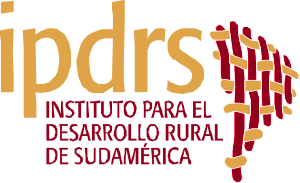 ipdrs
INSTITUTO PARA EL
DESARROLLO RURAL
DE SUDAMÉRICA